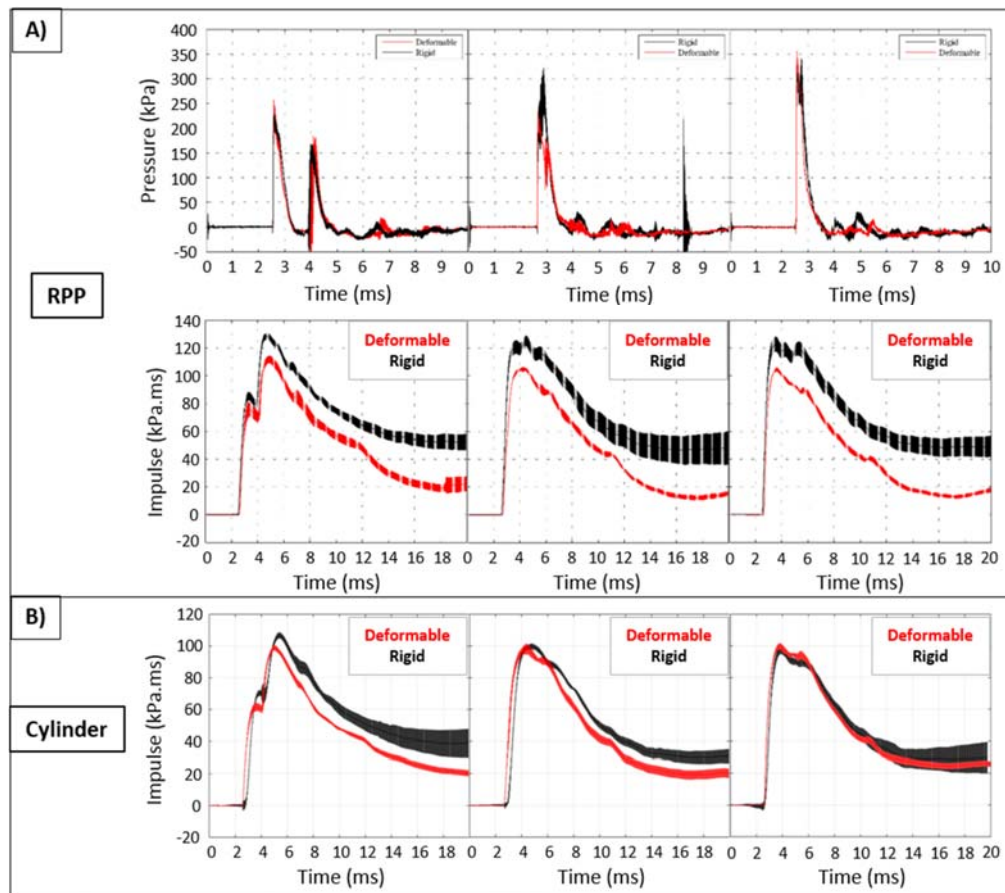 A)
RPP
Pressure (kPa)
400
350
300
250
200
150
100
50
0
-50
Deformable
Rigid
Rigid
Deformable
Rigid
Deformable
0 1 2 3 4 5 6 7 8 9 0 1 2 3 4 5 6 7 8 9 0 1 2 3 4 5 6 7 8 9 10
Time (ms) Time (ms) Time (ms)
Impulse (kPa.ms)
140
120
100
80
60
40
20
0
-20
Deformable
Rigid
Deformable
Rigid
Deformable
Rigid
0 2 4 6 8 10 12 14 16 18 0 2 4 6 8 10 12 14 16 18 0 2 4 6 8 10 12 14 16 18 20
Time (ms) Time (ms) Time (ms)
B)
Cylinder
Impulse (kPa.ms)
120
100
80
60
40
20
0
-20
Deformable
Rigid
Deformable
Rigid
Deformable
Rigid
0 2 4 6 8 10 12 14 16 18 0 2 4 6 8 10 12 14 16 18 0 2 4 6 8 10 12 14 16 18 20
Time (ms) Time (ms) Time (ms)